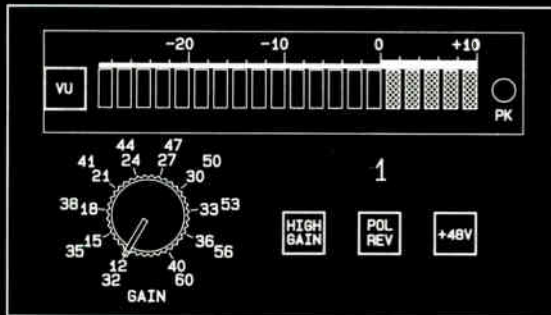 -20 -10 0 +10
VU
PK
44 47
41 24 27 50
21 30
38 18 33 53
15 36
35 56
12 40
32 60
GAIN
1
HIGH
GAIN
POL
REV
+48V